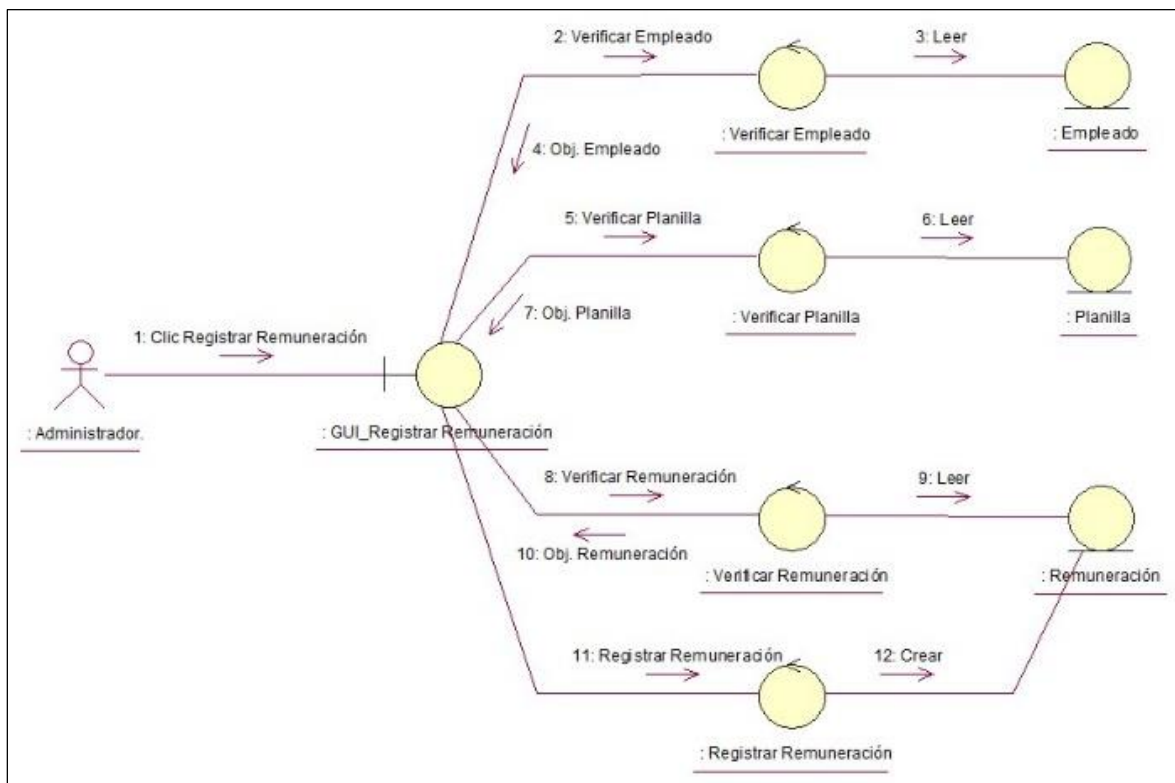 2: Verificar Empleado
3: Leer
: Verificar Empleado
: Empleado
4: Obj. Empleado
5: Verificar Planilla
6: Leer
7: Obj. Planilla
: Verificar Planilla
: Planilla
1: Clic Registrar Remuneración
: Administrador.
: GUI_Registrar Remuneración
8: Verificar Remuneración
9: Leer
10: Obj. Remuneración
: Verificar Remuneración
: Remuneración
11: Registrar Remuneración
12: Crear
: Registrar Remuneración